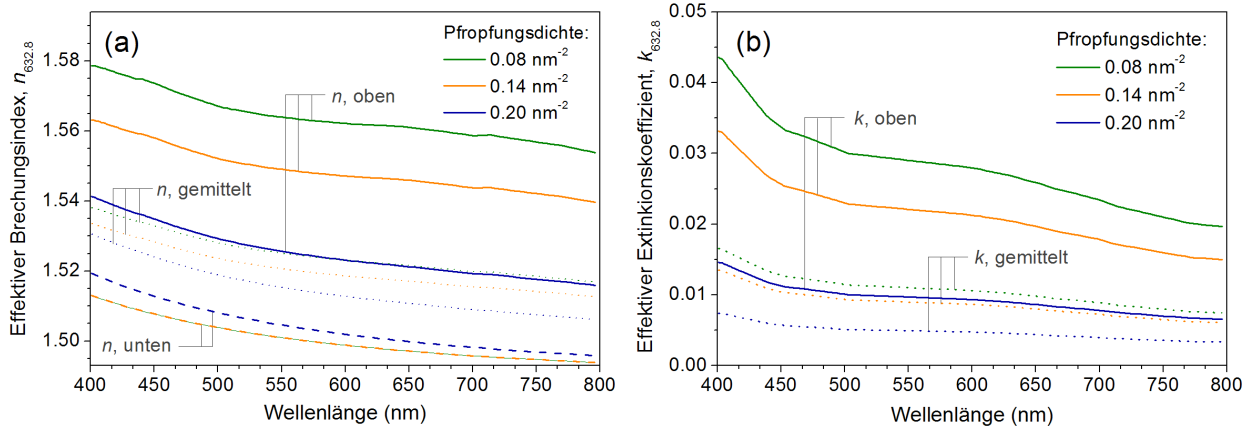 (a)
Pfropfungsdichte:
0.08 nm⁻²
0.14 nm⁻²
0.20 nm⁻²
n, oben
n, gemittelt
n, unten
Effektiver Brechungsindex, n₆₃₂.₈
1.58
1.56
1.54
1.52
1.50
400
450
500
550
600
650
700
750
800
Wellenlänge (nm)
(b)
Pfropfungsdichte:
0.08 nm⁻²
0.14 nm⁻²
0.20 nm⁻²
k, oben
k, gemittelt
Effektiver Extinkionskoeffizient, k₆₃₂.₈
0.05
0.04
0.03
0.02
0.01
0.00
400
450
500
550
600
650
700
750
800
Wellenlänge (nm)